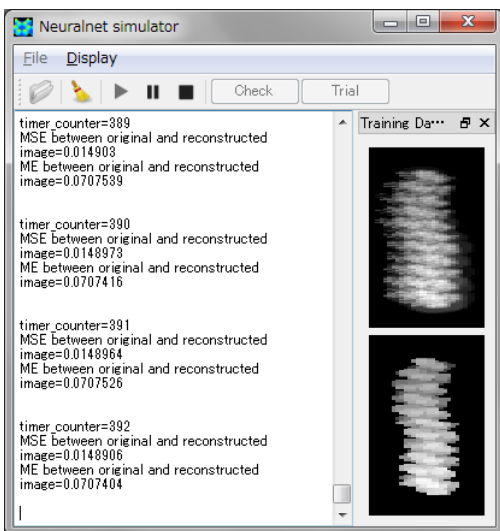 Neuralnet simulator
File Display
Check Trial
timer_counter=389
MSE between original and reconstructed
image=0.014903
ME between original and reconstructed
image=0.0707539
timer_counter=390
MSE between original and reconstructed
image=0.0148973
ME between original and reconstructed
image=0.0707416
timer_counter=391
MSE between original and reconstructed
image=0.0148964
ME between original and reconstructed
image=0.0707526
timer_counter=392
MSE between original and reconstructed
image=0.0148906
ME between original and reconstructed
image=0.0707404
Training Da···